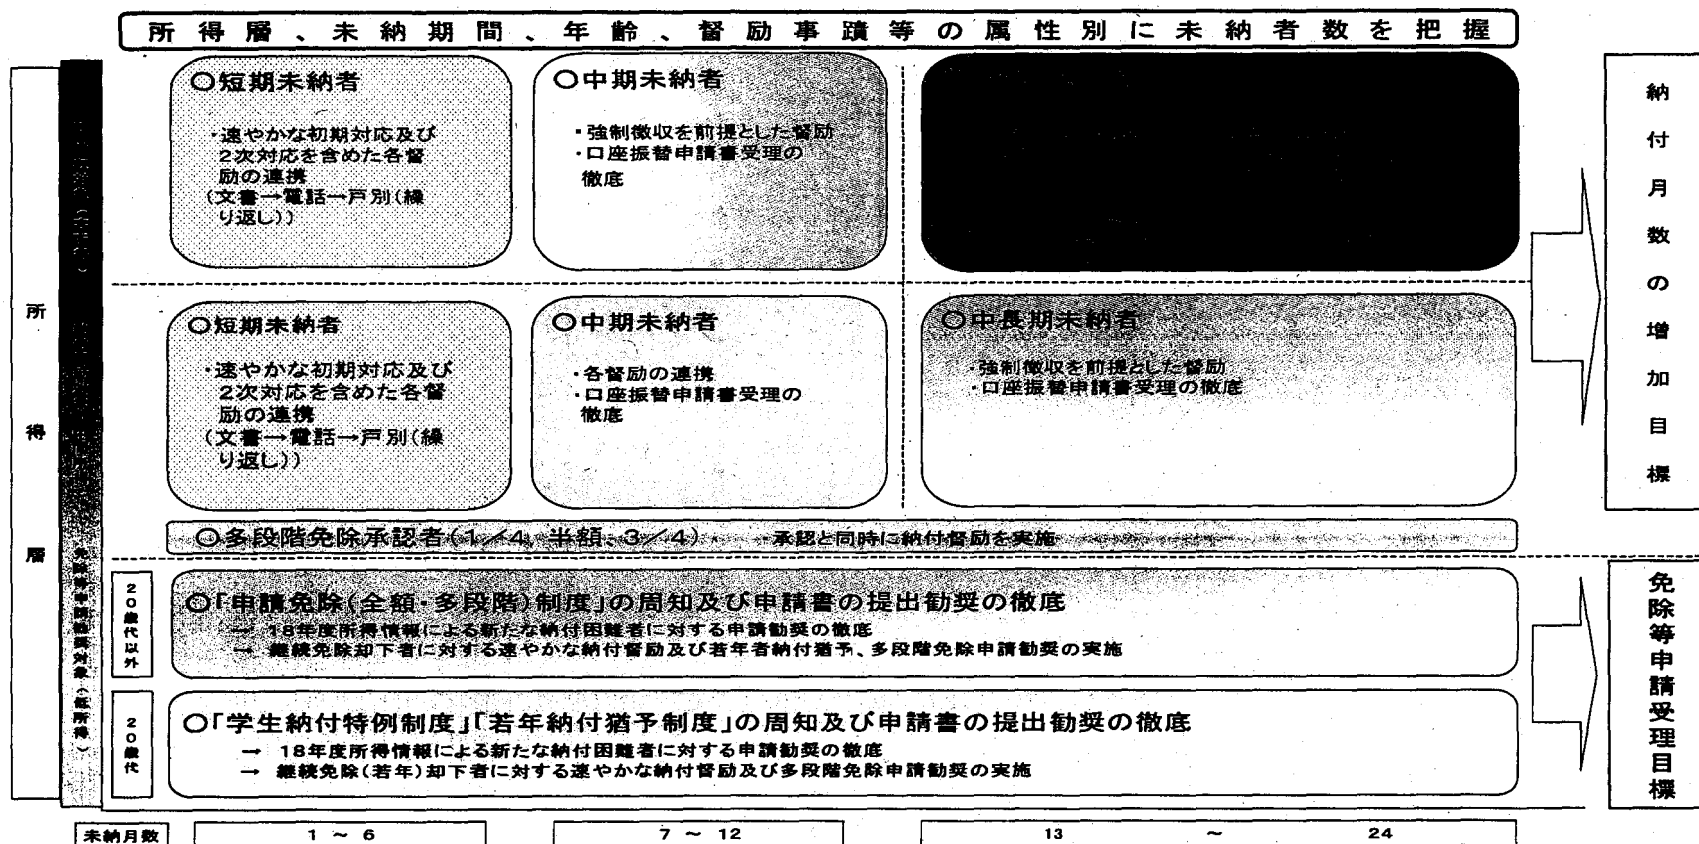 所得層、未納期間、年齢、督励事蹟等の属性別に未納者数を把握
○短期未納者
・速やかな初期対応及び
2次対応を含めた各督
励の連携
(文書→電話→戸別(繰
り返し))
○中期未納者
・強制徴収を前提とした督励
・口座振替申請書受理の
徹底
○短期未納者
・速やかな初期対応及び
2次対応を含めた各督
励の連携
(文書→電話→戸別(繰
り返し))
○中期未納者
・各督励の連携
・口座振替申請書受理の
徹底
○中長期未納者
・強制徴収を前提とした督励
・口座振替申請書受理の徹底
○多段階免除承認者(1/4、半額、3/4)・・・承認と同時に納付督励を実施
所得層
免除等申請勧奨対象(低所得)
20歳代以外
○「申請免除(全額・多段階)制度」の周知及び申請書の提出勧奨の徹底
→ 18年度所得情報による新たな納付困難者に対する申請勧奨の徹底
→ 継続免除却下者に対する速やかな納付督励及び若年者納付猶予、多段階免除申請勧奨の実施
20歳代
○「学生納付特例制度」「若年納付猶予制度」の周知及び申請書の提出勧奨の徹底
→ 18年度所得情報による新たな納付困難者に対する申請勧奨の徹底
→ 継続免除(若年)却下者に対する速やかな納付督励及び多段階免除申請勧奨の実施
納付月数の増加目標
免除等申請受理目標
未納月数
1 ~ 6
7 ~ 12
13 ~ 24